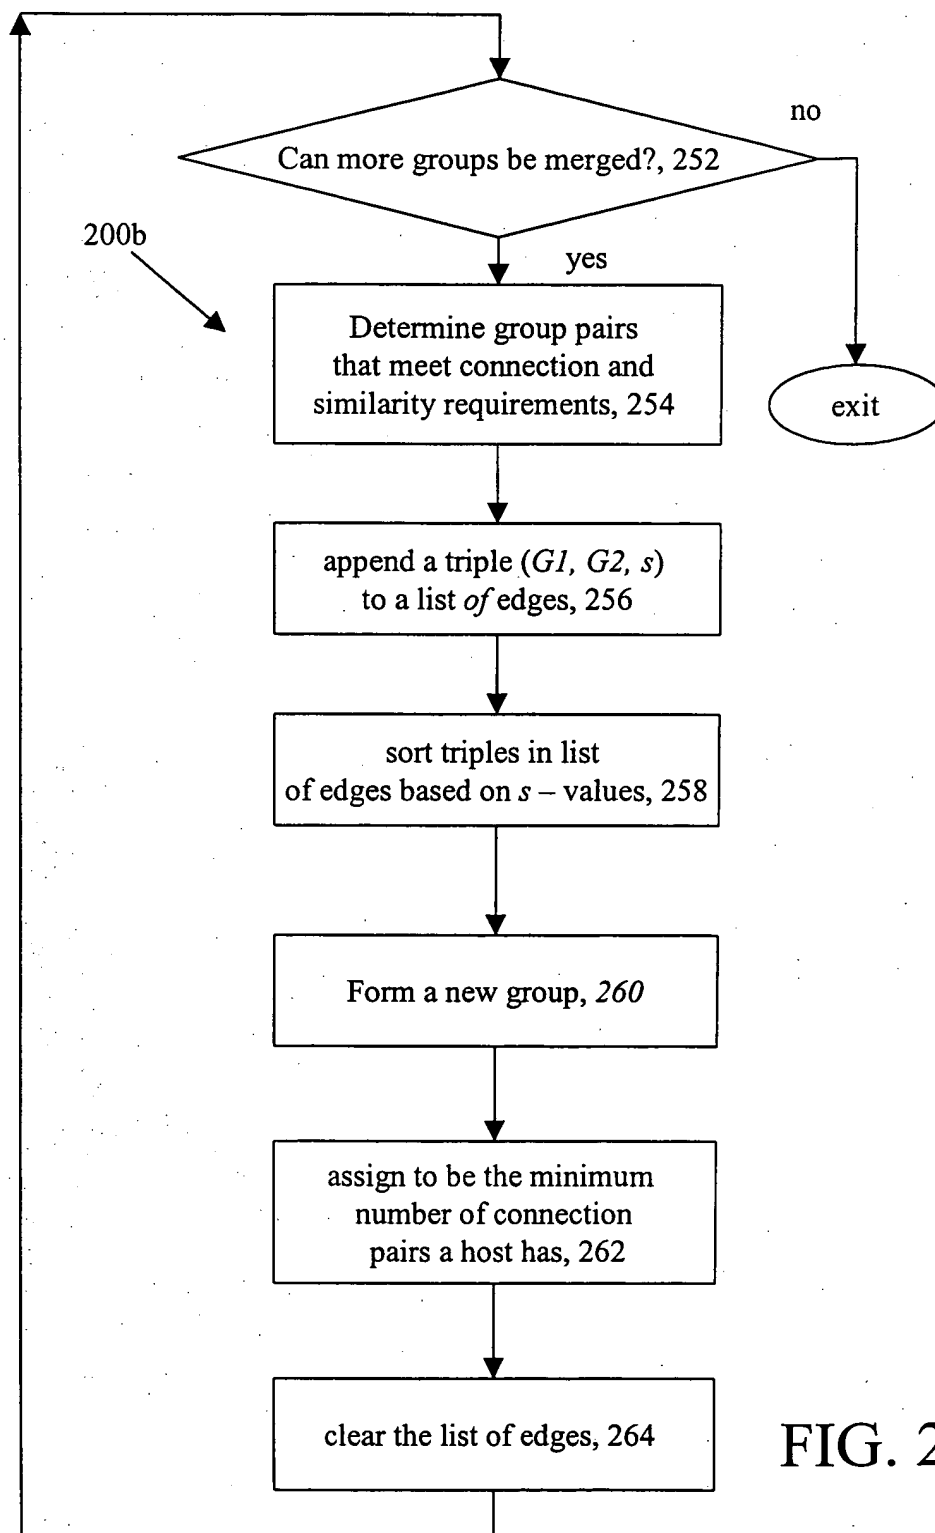 no
Can more groups be merged?, 252
200b
yes
Determine group pairs
that meet connection and
similarity requirements, 254
exit
append a triple (G1, G2, s)
to a list of edges, 256
sort triples in list
of edges based on s – values, 258
Form a new group, 260
assign to be the minimum
number of connection
pairs a host has, 262
clear the list of edges, 264
FIG. 2